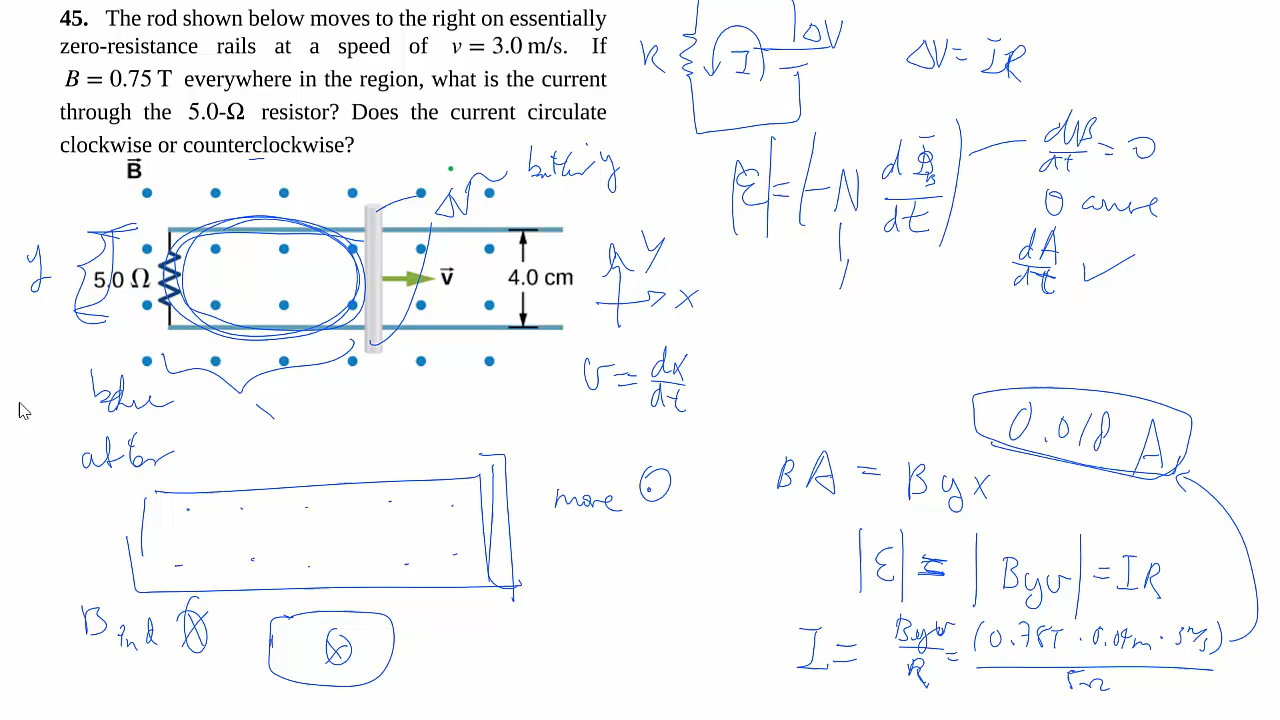 45. The rod shown below moves to the right on essentially
zero-resistance rails at a speed of v = 3.0 m/s. If
B = 0.75 T everywhere in the region, what is the current
through the 5.0-Ω resistor? Does the current circulate
clockwise or counterclockwise?
B⃗
battery
ΔV
y
5.0 Ω
v⃗
4.0 cm
y
x
v = dx/dt
before
after
more ⊙
B ind ⊗
⊗
R
I
ΔV
ΔV = IR
|ε| = |-N dΦB/dt|
dB/dt = 0
0
dA/dt ✓
0.018 A
BA = Byx
|ε| = |Byv| = IR
I = Byv/R = (0.75T · 0.04m · 3m/s)/5Ω